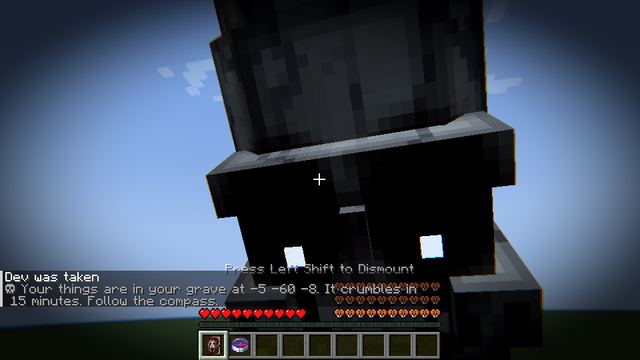 Press Left Shift to Dismount
Dev was taken
☠ Your things are in your grave at -5 -60 -8. It crumbles in
15 minutes. Follow the compass.